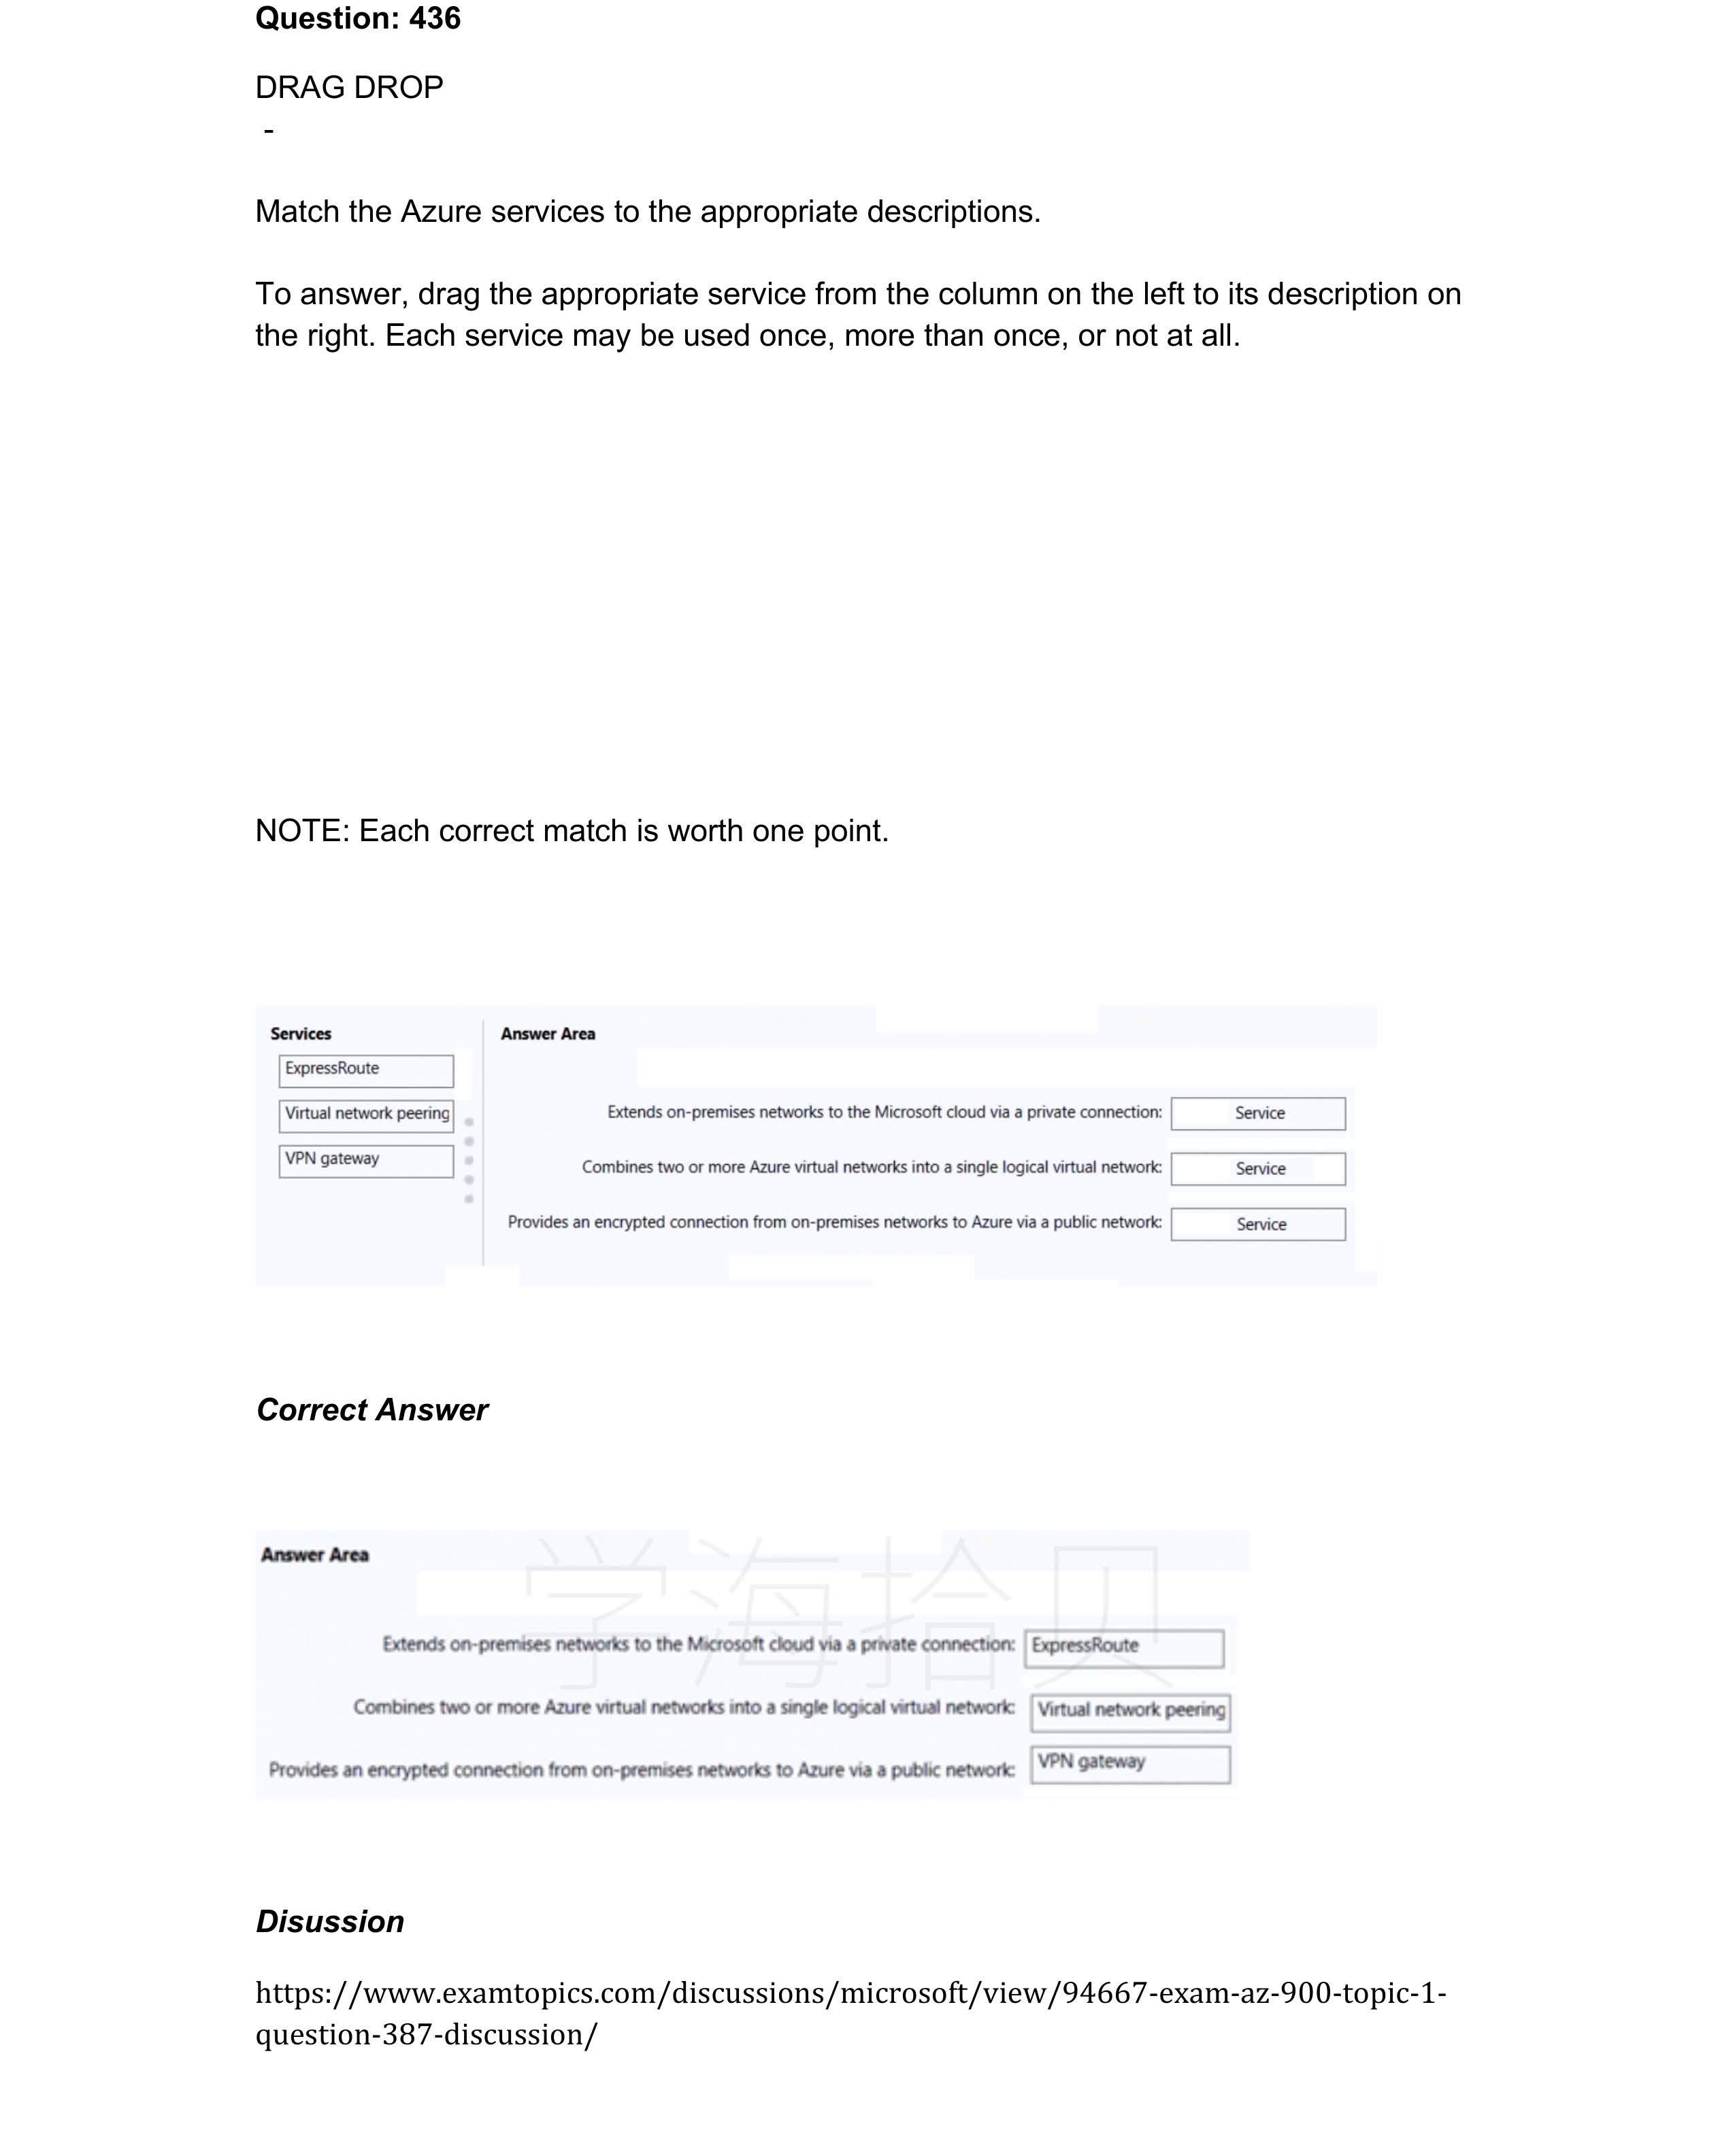 Question: 436
DRAG DROP
-
Match the Azure services to the appropriate descriptions.
To answer, drag the appropriate service from the column on the left to its description on
the right. Each service may be used once, more than once, or not at all.
NOTE: Each correct match is worth one point.
Services
ExpressRoute
Virtual network peering
VPN gateway
Answer Area
Extends on-premises networks to the Microsoft cloud via a private connection: Service
Combines two or more Azure virtual networks into a single logical virtual network: Service
Provides an encrypted connection from on-premises networks to Azure via a public network: Service
Correct Answer
学海拾贝
Answer Area
Extends on-premises networks to the Microsoft cloud via a private connection: ExpressRoute
Combines two or more Azure virtual networks into a single logical virtual network: Virtual network peering
Provides an encrypted connection from on-premises networks to Azure via a public network: VPN gateway
Disussion
https://www.examtopics.com/discussions/microsoft/view/94667-exam-az-900-topic-1-
question-387-discussion/